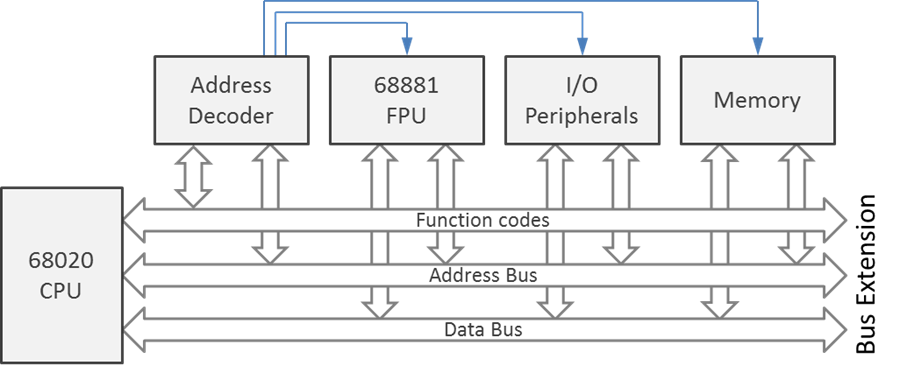 Address
Decoder
68881
FPU
I/O
Peripherals
Memory
68020
CPU
Function codes
Address Bus
Data Bus
Bus Extension